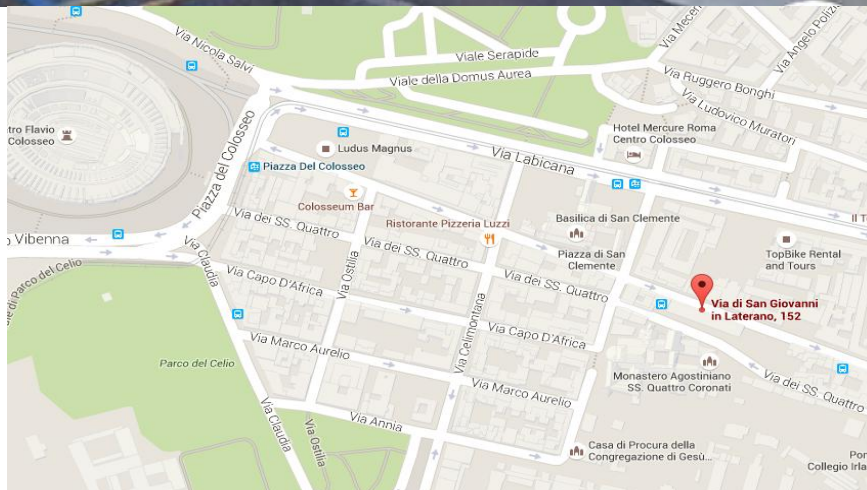 Via Nicola Salvi
Viale Serapide
Viale della Domus Aurea
Via Mecen
Via Angelo Polizia
Via Ruggero Bonghi
Via Ludovico Muratori
tro Flavio
Colosseo
Piazza del Colosseo
Ludus Magnus
Piazza Del Colosseo
Via Labicana
Hotel Mercure Roma
Centro Colosseo
Colosseum Bar
Ristorante Pizzeria Luzzi
Basilica di San Clemente
Il T
o Vibenna
Via dei SS. Quattro
Via dei SS. Quattro
Piazza di San
Clemente
TopBike Rental
and Tours
Via Claudia
Via Ostilia
Via dei SS. Quattro
Via Capo D'Africa
Via Celimontana
Via di San Giovanni
in Laterano, 152
le di Parco del Celio
Via Marco Aurelio
Via Capo D'Africa
Parco del Celio
Monastero Agostiniano
SS. Quattro Coronati
Via dei SS. Quattro
Via Marco Aurelio
Via Claudia
Via Ostilia
Via Annia
Casa di Procura della
Congregazione di Gesù...
Pon
Collegio Irla